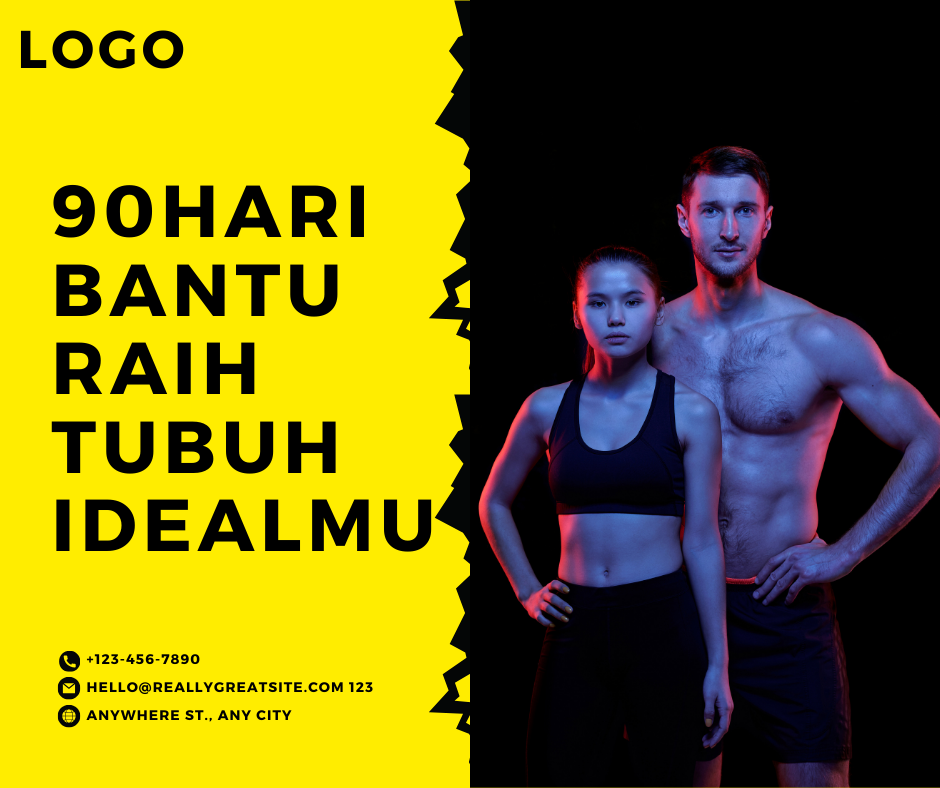 LOGO
90HARI
BANTU
RAIH
TUBUH
IDEALMU
+123-456-7890
HELLO@REALLYGREATSITE.COM 123
ANYWHERE ST., ANY CITY